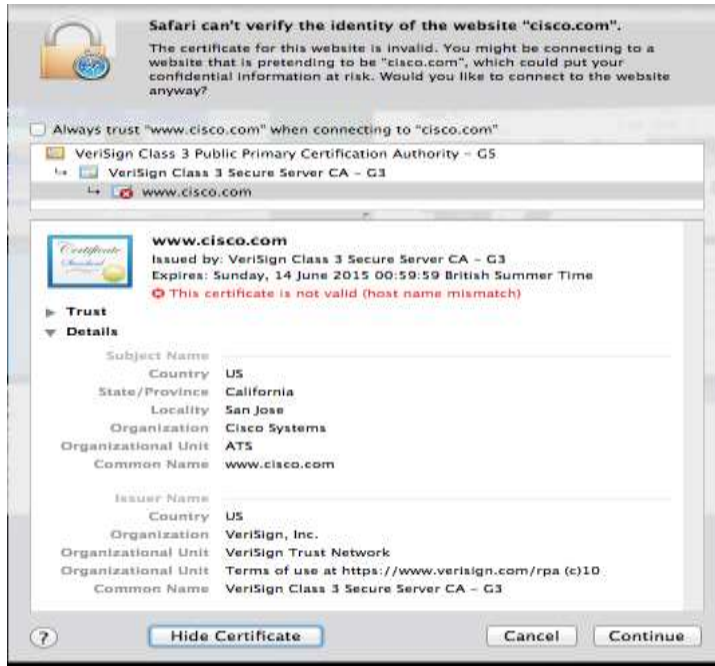 Safari can't verify the identity of the website "cisco.com".
The certificate for this website is invalid. You might be connecting to a
website that is pretending to be "cisco.com", which could put your
confidential information at risk. Would you like to connect to the website
anyway?
Always trust "www.cisco.com" when connecting to "cisco.com"
VeriSign Class 3 Public Primary Certification Authority - G5
VeriSign Class 3 Secure Server CA - G3
www.cisco.com
Certificate
Standard
www.cisco.com
Issued by: VeriSign Class 3 Secure Server CA - G3
Expires: Sunday, 14 June 2015 00:59:59 British Summer Time
This certificate is not valid (host name mismatch)
Trust
Details
Subject Name
Country US
State/Province California
Locality San Jose
Organization Cisco Systems
Organizational Unit ATS
Common Name www.cisco.com
Issuer Name
Country US
Organization VeriSign, Inc.
Organizational Unit VeriSign Trust Network
Organizational Unit Terms of use at https://www.verisign.com/rpa (c)10
Common Name VeriSign Class 3 Secure Server CA - G3
?
Hide Certificate
Cancel
Continue